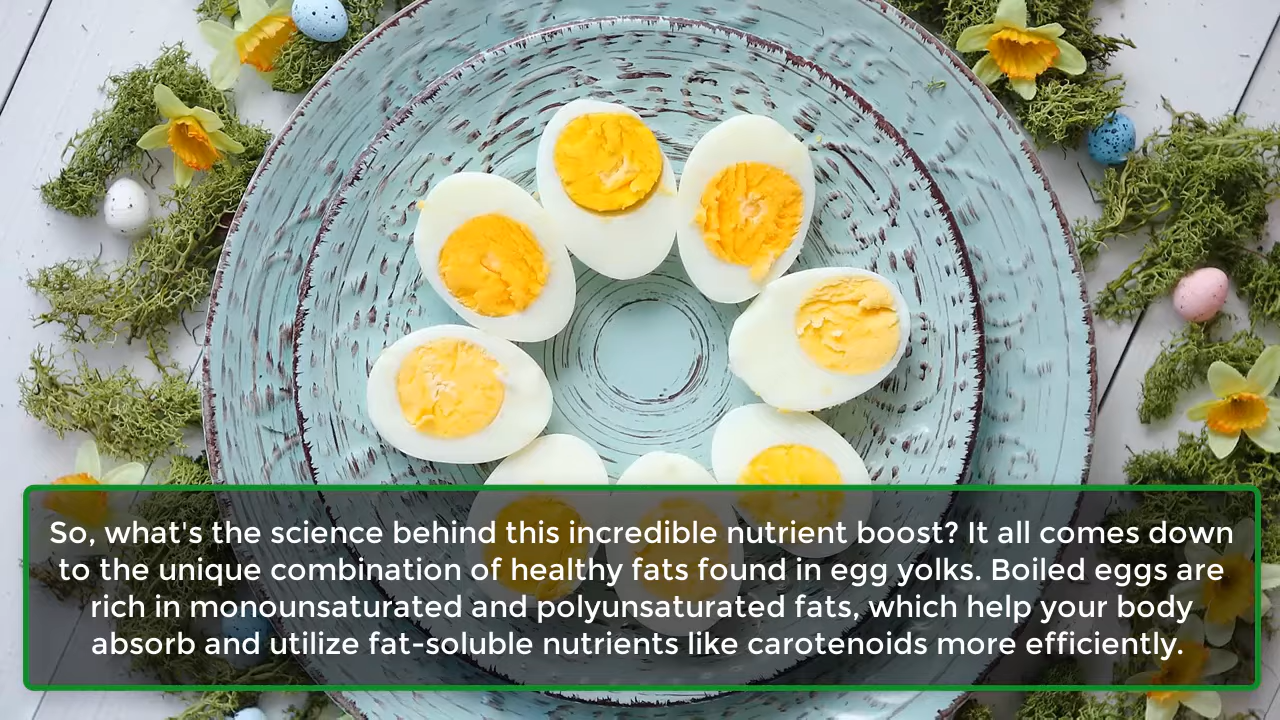 So, what's the science behind this incredible nutrient boost? It all comes down
to the unique combination of healthy fats found in egg yolks. Boiled eggs are
rich in monounsaturated and polyunsaturated fats, which help your body
absorb and utilize fat-soluble nutrients like carotenoids more efficiently.